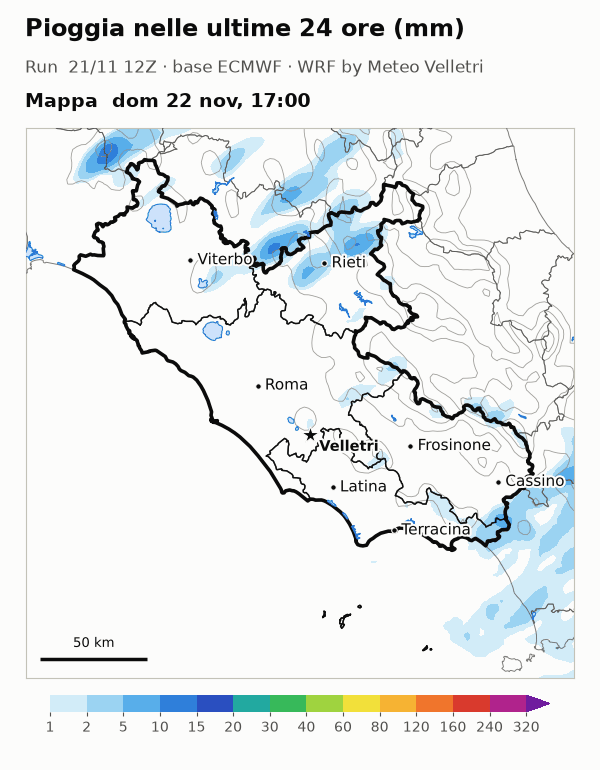 Pioggia nelle ultime 24 ore (mm)
Run 21/11 12Z · base ECMWF · WRF by Meteo Velletri
Mappa dom 22 nov, 17:00
Viterbo
Rieti
Roma
Velletri
Frosinone
Cassino
Latina
Terracina
50 km
1 2 5 10 15 20 30 40 60 80 120 160 240 320